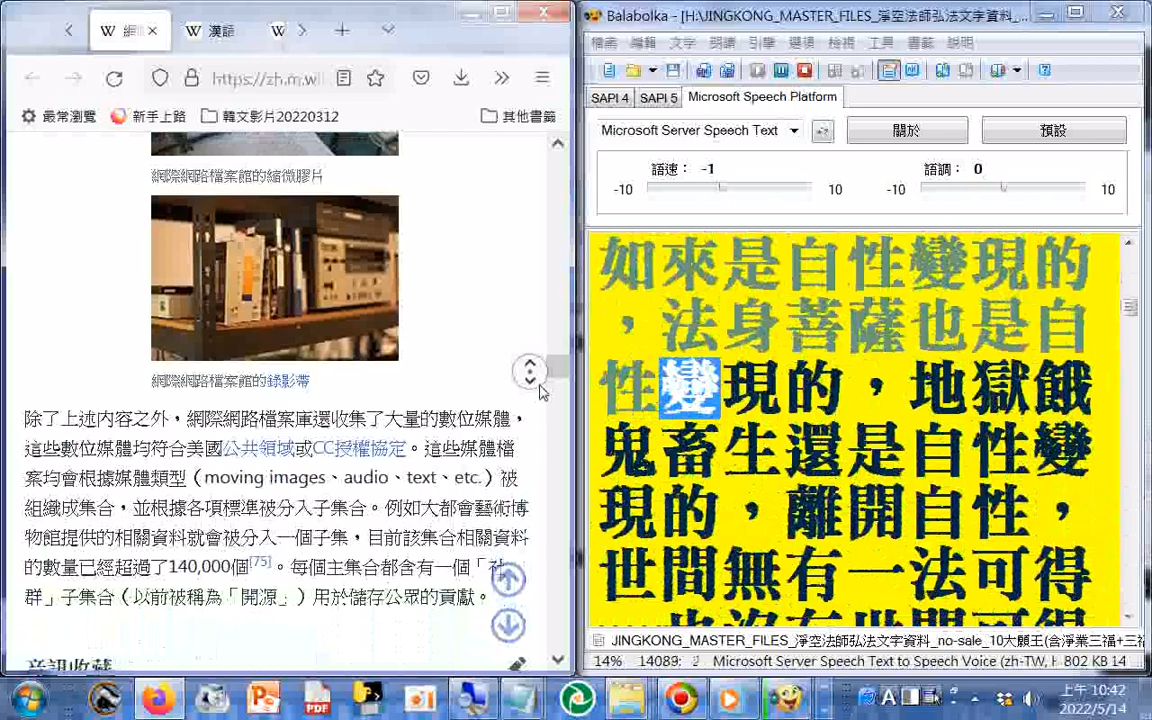 漢語
https://zh.m.wi
最常瀏覽 新手上路 韓文影片20220312 其他書籤
網際網路檔案館的縮微膠片
網際網路檔案館的錄影帶
除了上述內容之外，網際網路檔案庫還收集了大量的數位媒體，
這些數位媒體均符合美國公共領域或CC授權協定。這些媒體檔
案均會根據媒體類型（moving images、audio、text、etc.）被
組織成集合，並根據各項標準被分入子集合。例如大都會藝術博
物館提供的相關資料就會被分入一個子集，目前該集合相關資料
的數量已經超過了140,000個[75]。每個主集合都含有一個「社
群」子集合（以前被稱為「開源」）用於儲存公眾的貢獻。
音訊收藏
Balabolka - [H:\JINGKONG_MASTER_FILES_淨空法師弘法文字資料_...
檔案 編輯 文字 朗讀 引擎 選項 檢視 工具 書籤 說明
SAPI 4 SAPI 5 Microsoft Speech Platform
Microsoft Server Speech Text 關於 預設
語速： -1 語調： 0
-10 10 -10 10
如來是自性變現的
，法身菩薩也是自
性變現的，地獄餓
鬼畜生還是自性變
現的，離開自性，
世間無有一法可得
JINGKONG_MASTER_FILES_淨空法師弘法文字資料_no-sale_10大願王(含淨業三福+三福
14% 14089: 2 Microsoft Server Speech Text to Speech Voice (zh-TW, H 802 KB 14
上午 10:42
2022/5/14